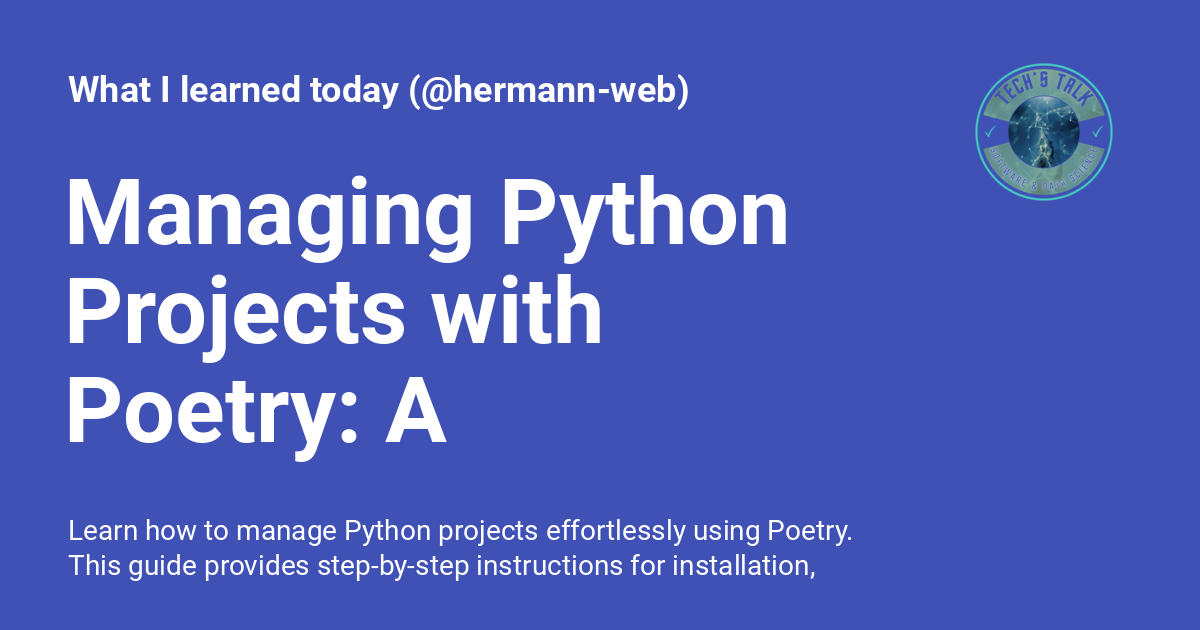 What I learned today (@hermann-web)
TECH'S TALK
SOFTWARE & DATA SCIENCE
Managing Python
Projects with
Poetry: A
Learn how to manage Python projects effortlessly using Poetry.
This guide provides step-by-step instructions for installation,